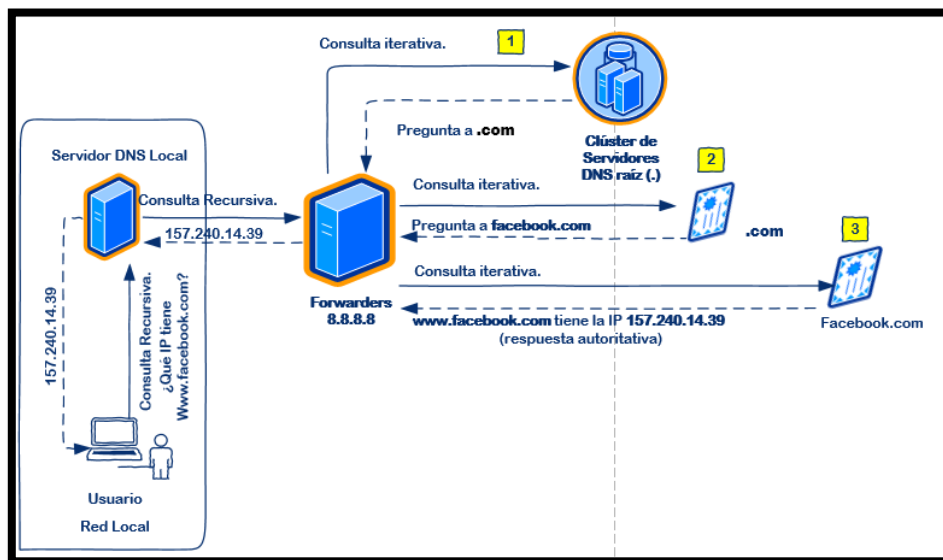 Consulta iterativa.
1
Pregunta a .com
Clúster de
Servidores
DNS raíz (.)
Servidor DNS Local
Consulta Recursiva.
157.240.14.39
Forwarders
8.8.8.8
Consulta iterativa.
2
Pregunta a facebook.com
.com
Consulta iterativa.
3
www.facebook.com tiene la IP 157.240.14.39
(respuesta autoritativa)
Facebook.com
157.240.14.39
Consulta Recursiva.
¿Qué IP tiene
Www.facebook.com?
Usuario
Red Local